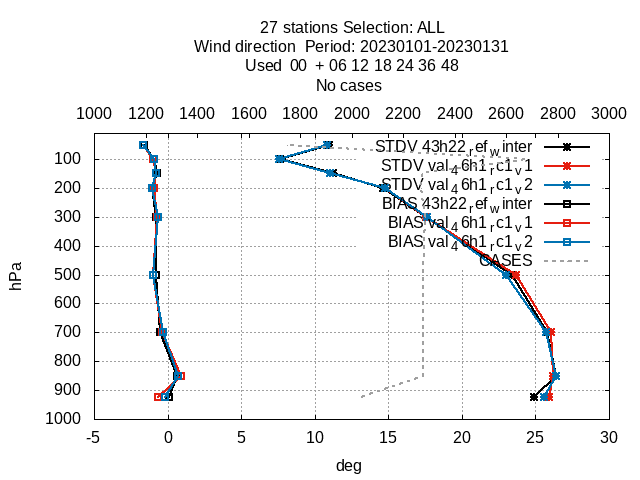 27 stations Selection: ALL
Wind direction  Period: 20230101-20230131
Used  00  + 06 12 18 24 36 48
No cases
1000 1200 1400 1600 1800 2000 2200 2400 2600 2800 3000
STDV 43h22_ref_winter
STDV val_46h1_rc1_v1
STDV val_46h1_rc1_v2
BIAS 43h22_ref_winter
BIAS val_46h1_rc1_v1
BIAS val_46h1_rc1_v2
CASES
100
200
300
400
500
600
700
800
900
1000
hPa
-5 0 5 10 15 20 25 30
deg